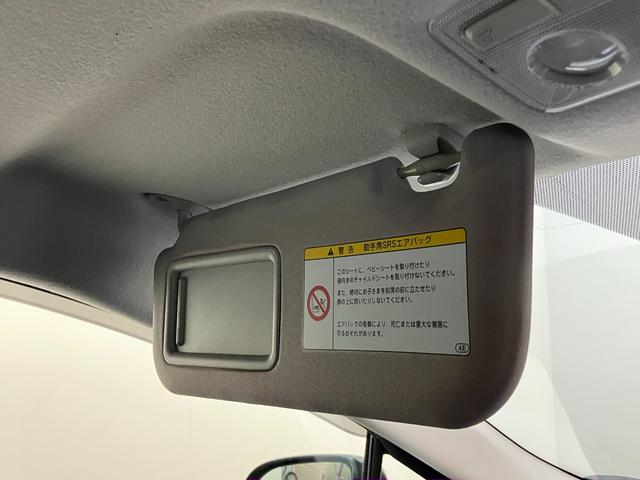 警告 助手席SRSエアバッグ
このシートに、ベビーシートを取り付けたり
後向きのチャイルドシートを取り付けないでください。
また、絶対にお子さまを前席の前に立たせたり
膝の上に抱いたりしないでください。
エアバッグの衝撃により、死亡または重大な傷害に
至るおそれがあります。
4E